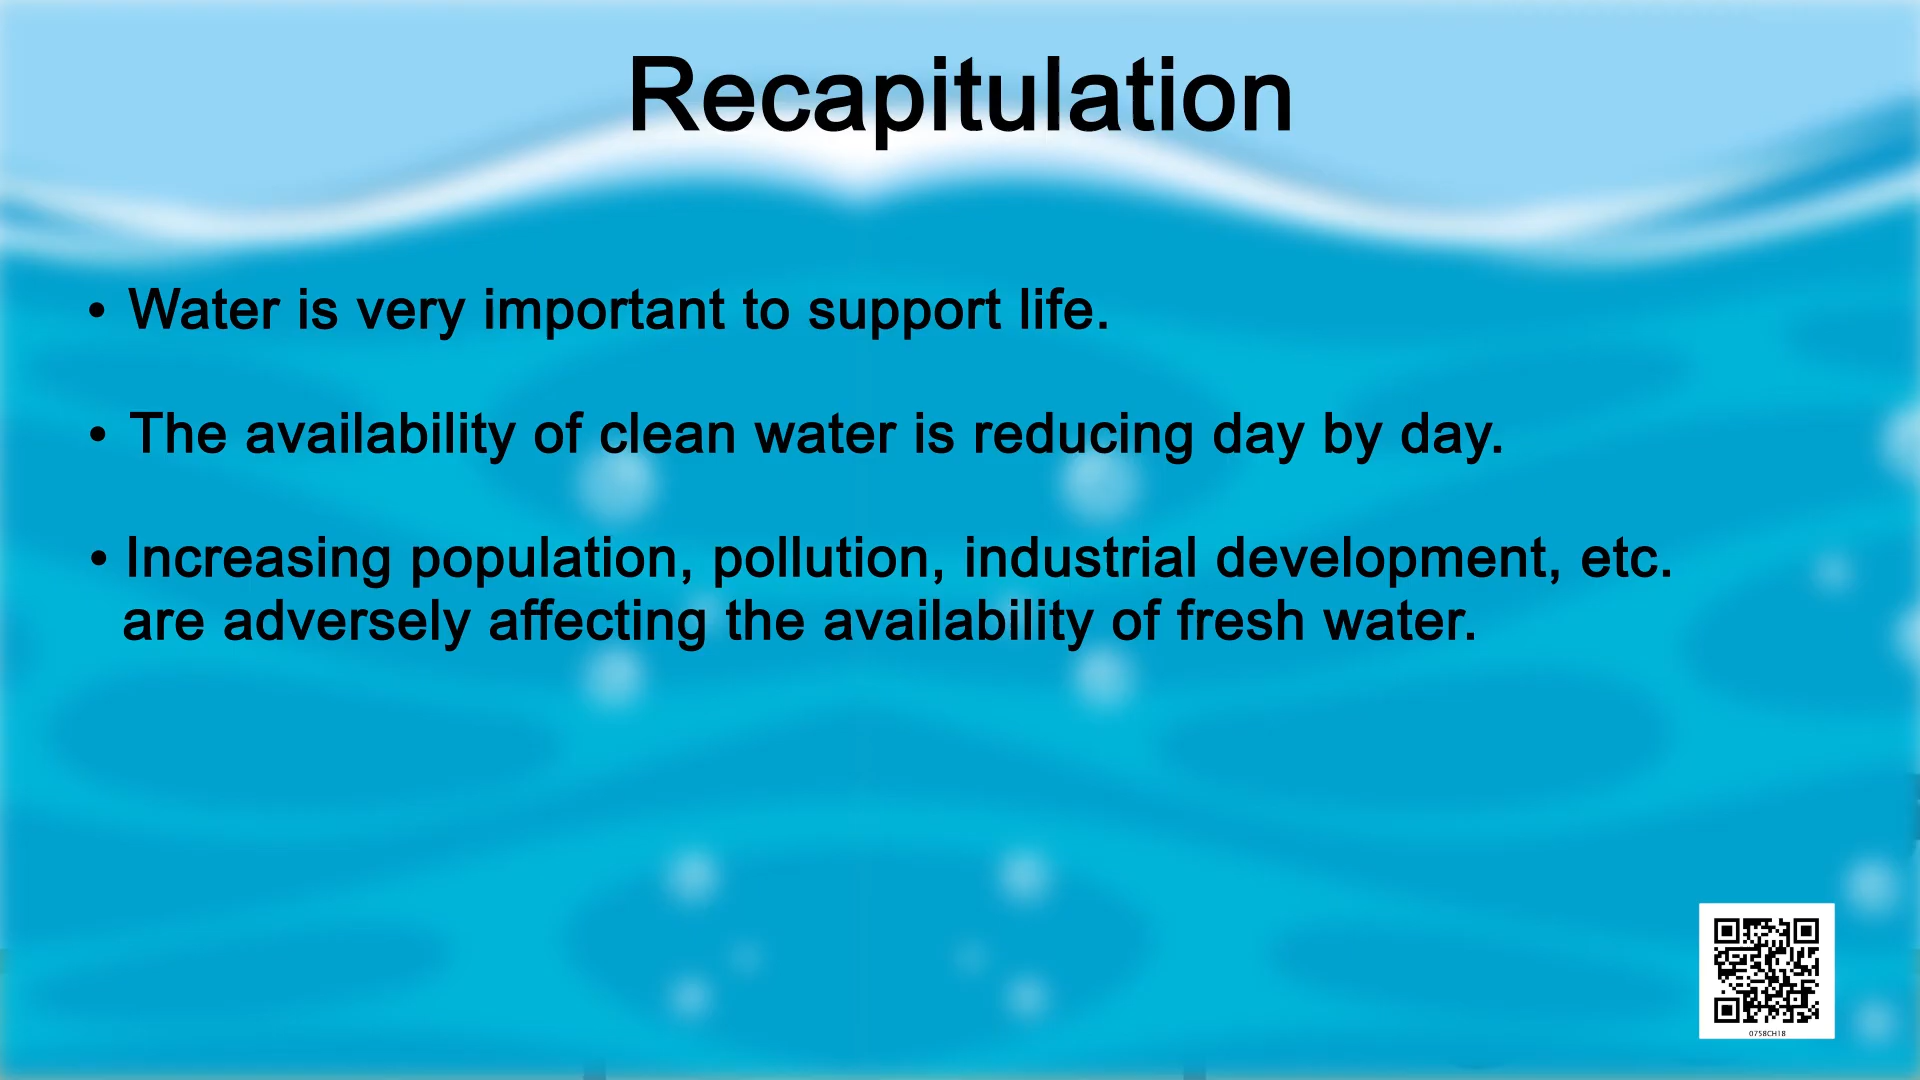 Recapitulation
• Water is very important to support life.
• The availability of clean water is reducing day by day.
• Increasing population, pollution, industrial development, etc.
are adversely affecting the availability of fresh water.
0758CH18